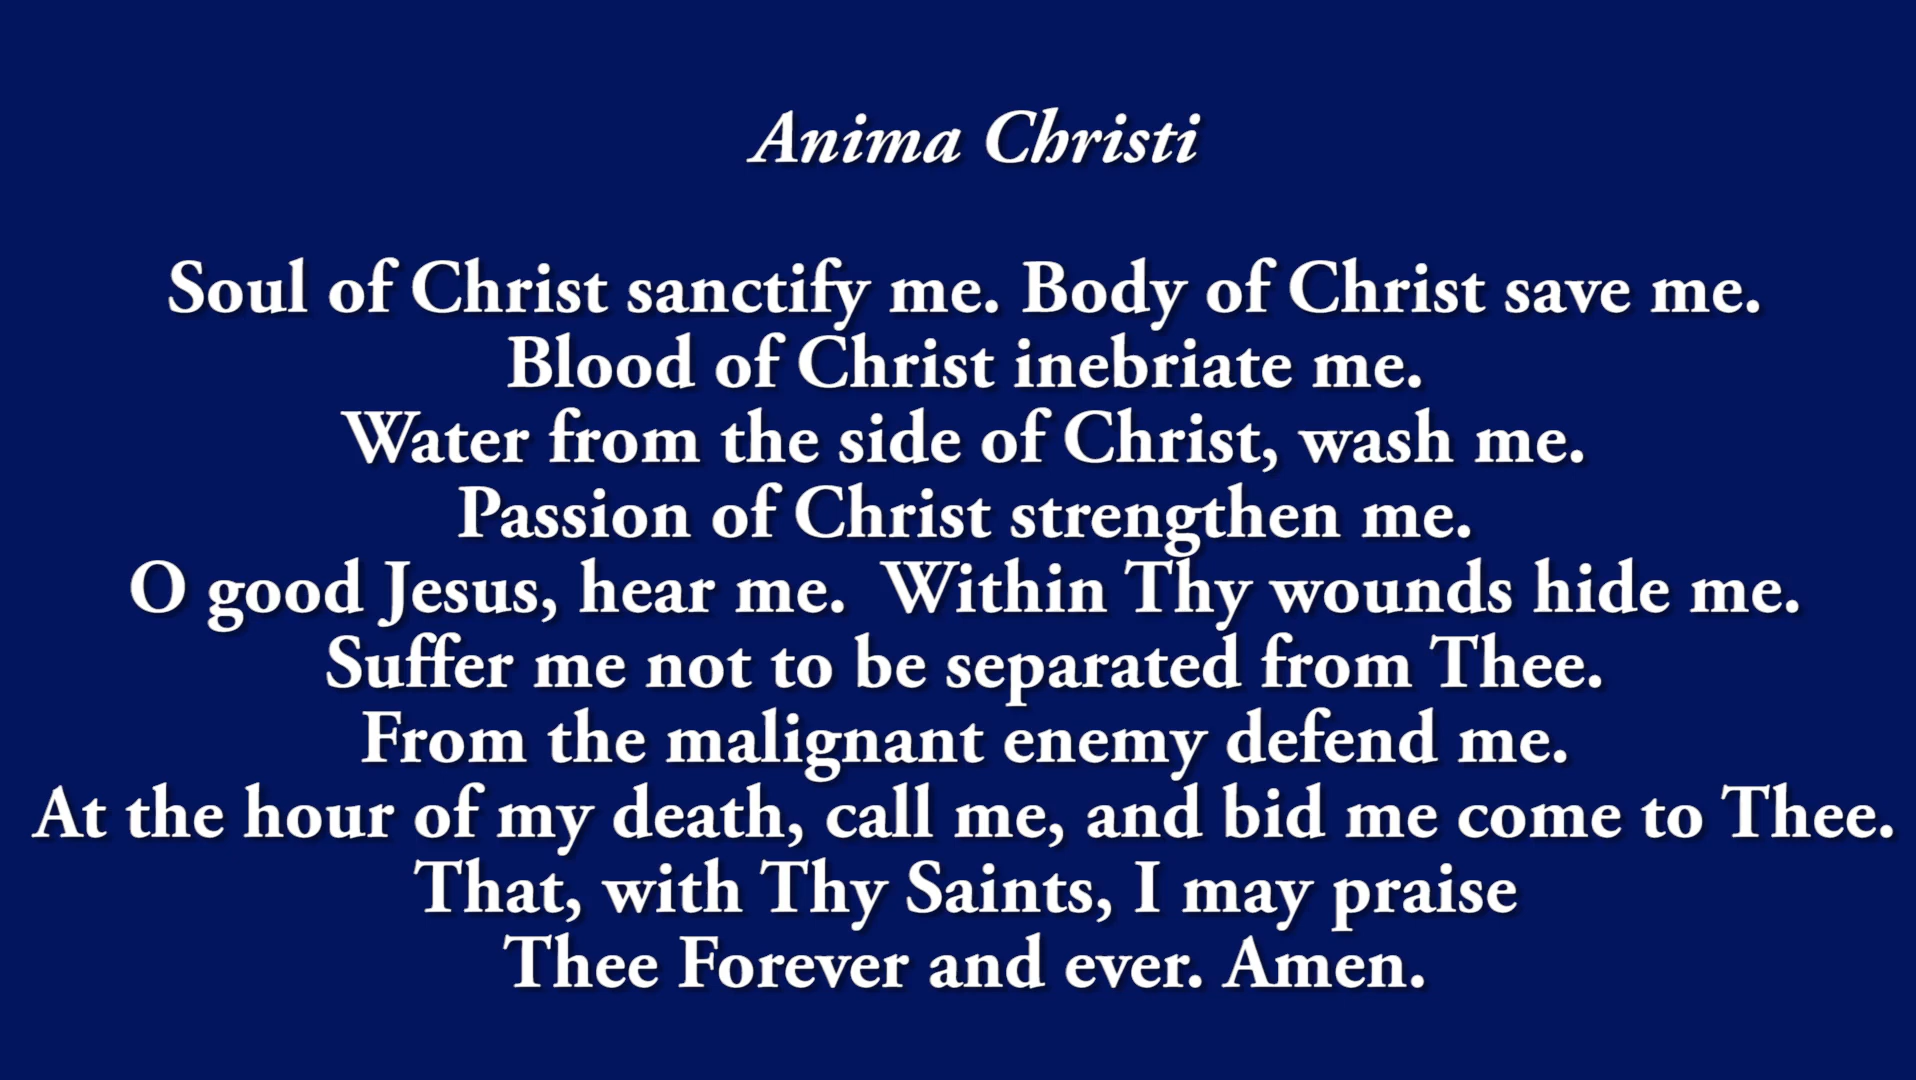 Anima Christi
Soul of Christ sanctify me. Body of Christ save me.
Blood of Christ inebriate me.
Water from the side of Christ, wash me.
Passion of Christ strengthen me.
O good Jesus, hear me.  Within Thy wounds hide me.
Suffer me not to be separated from Thee.
From the malignant enemy defend me.
At the hour of my death, call me, and bid me come to Thee.
That, with Thy Saints, I may praise
Thee Forever and ever. Amen.